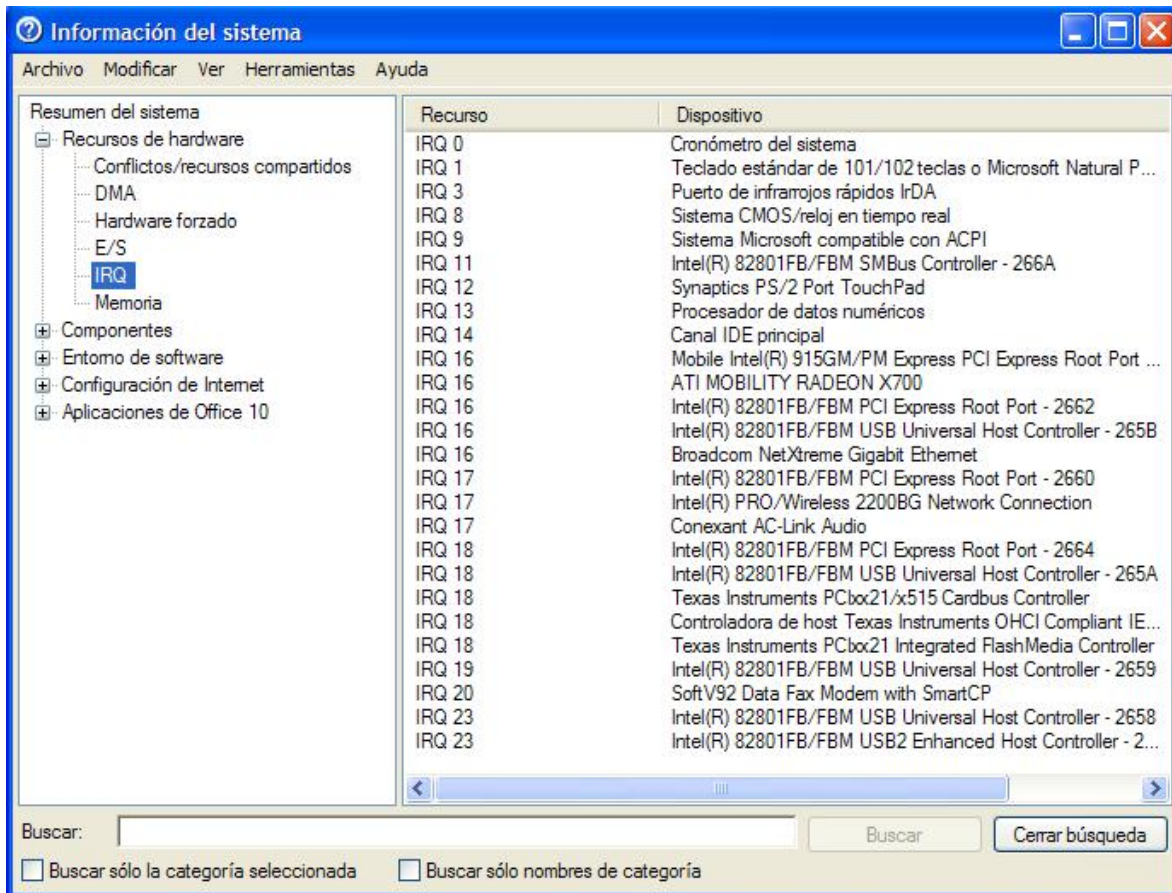 Información del sistema
Archivo Modificar Ver Herramientas Ayuda
Resumen del sistema
Recursos de hardware
Conflictos/recursos compartidos
DMA
Hardware forzado
E/S
IRQ
Memoria
Componentes
Entorno de software
Configuración de Internet
Aplicaciones de Office 10
Recurso Dispositivo
IRQ 0 Cronómetro del sistema
IRQ 1 Teclado estándar de 101/102 teclas o Microsoft Natural P...
IRQ 3 Puerto de infrarrojos rápidos IrDA
IRQ 8 Sistema CMOS/reloj en tiempo real
IRQ 9 Sistema Microsoft compatible con ACPI
IRQ 11 Intel(R) 82801FB/FBM SMBus Controller - 266A
IRQ 12 Synaptics PS/2 Port TouchPad
IRQ 13 Procesador de datos numéricos
IRQ 14 Canal IDE principal
IRQ 16 Mobile Intel(R) 915GM/PM Express PCI Express Root Port ...
IRQ 16 ATI MOBILITY RADEON X700
IRQ 16 Intel(R) 82801FB/FBM PCI Express Root Port - 2662
IRQ 16 Intel(R) 82801FB/FBM USB Universal Host Controller - 265B
IRQ 16 Broadcom NetXtreme Gigabit Ethernet
IRQ 17 Intel(R) 82801FB/FBM PCI Express Root Port - 2660
IRQ 17 Intel(R) PRO/Wireless 2200BG Network Connection
IRQ 17 Conexant AC-Link Audio
IRQ 18 Intel(R) 82801FB/FBM PCI Express Root Port - 2664
IRQ 18 Intel(R) 82801FB/FBM USB Universal Host Controller - 265A
IRQ 18 Texas Instruments PCIxx21/x515 Cardbus Controller
IRQ 18 Controladora de host Texas Instruments OHCI Compliant IE...
IRQ 18 Texas Instruments PCIxx21 Integrated FlashMedia Controller
IRQ 19 Intel(R) 82801FB/FBM USB Universal Host Controller - 2659
IRQ 20 SoftV92 Data Fax Modem with SmartCP
IRQ 23 Intel(R) 82801FB/FBM USB Universal Host Controller - 2658
IRQ 23 Intel(R) 82801FB/FBM USB2 Enhanced Host Controller - 2...
Buscar: Buscar Cerrar búsqueda
Buscar sólo la categoría seleccionada Buscar sólo nombres de categoría